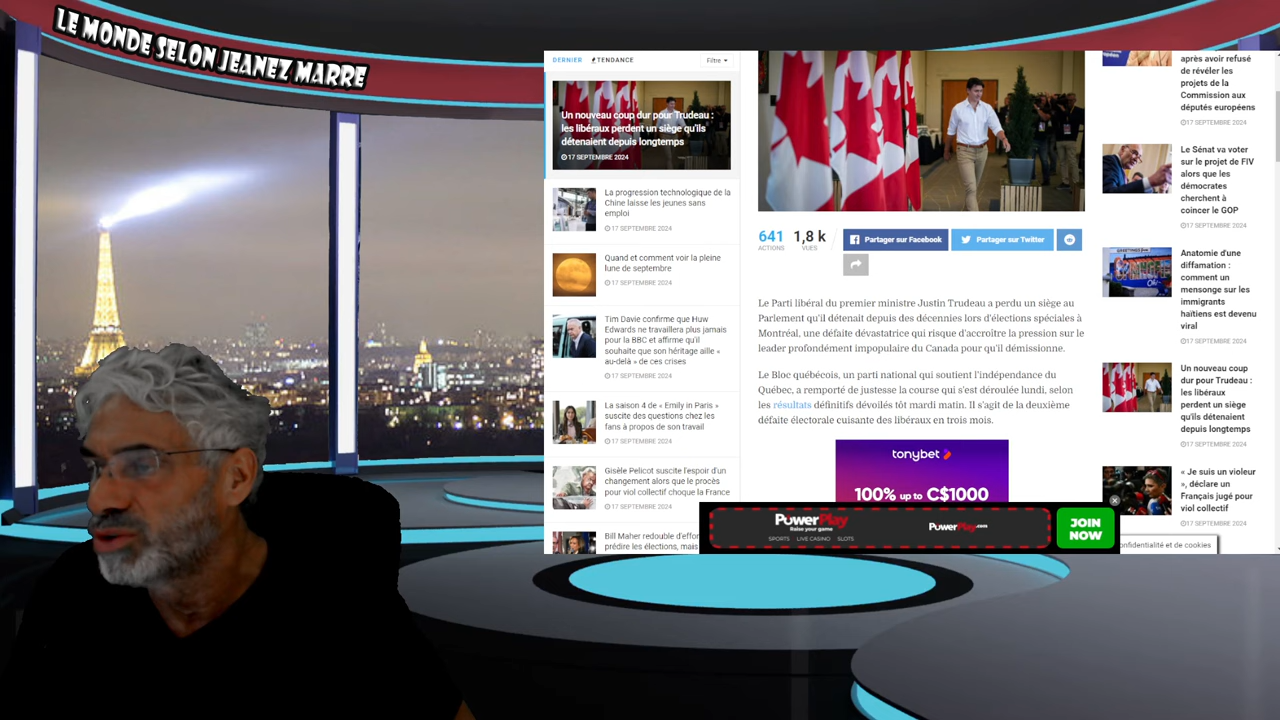 LE MONDE SELON JEANEZ MARRE
DERNIER
TENDANCE
Filtre
Un nouveau coup dur pour Trudeau :
les libéraux perdent un siège qu'ils
détenaient depuis longtemps
17 SEPTEMBRE 2024
La progression technologique de la
Chine laisse les jeunes sans
emploi
17 SEPTEMBRE 2024
Quand et comment voir la pleine
lune de septembre
17 SEPTEMBRE 2024
Tim Davie confirme que Huw
Edwards ne travaillera plus jamais
pour la BBC et affirme qu'il
souhaite que son héritage aille «
au-delà » de ces crises
17 SEPTEMBRE 2024
La saison 4 de « Emily in Paris »
suscite des questions chez les
fans à propos de son travail
17 SEPTEMBRE 2024
Gisèle Pelicot suscite l'espoir d'un
changement alors que le procès
pour viol collectif choque la France
17 SEPTEMBRE 2024
Bill Maher redouble d'effor
prédire les élections, mais
641
ACTIONS
1,8 k
VUES
Partager sur Facebook
Partager sur Twitter
Le Parti libéral du premier ministre Justin Trudeau a perdu un siège au
Parlement qu'il détenait depuis des décennies lors d'élections spéciales à
Montréal, une défaite dévastatrice qui risque d'accroître la pression sur le
leader profondément impopulaire du Canada pour qu'il démissionne.
Le Bloc québécois, un parti national qui soutient l'indépendance du
Québec, a remporté de justesse la course qui s'est déroulée lundi, selon
les résultats définitifs dévoilés tôt mardi matin. Il s'agit de la deuxième
défaite électorale cuisante des libéraux en trois mois.
tonybet
100% up to C$1000
PowerPlay
Raise your game
SPORTS LIVE CASINO SLOTS
PowerPlay.com
JOIN
NOW
après avoir refusé
de révéler les
projets de la
Commission aux
députés européens
17 SEPTEMBRE 2024
Le Sénat va voter
sur le projet de FIV
alors que les
démocrates
cherchent à
coincer le GOP
17 SEPTEMBRE 2024
Anatomie d'une
diffamation :
comment un
mensonge sur les
immigrants
haïtiens est devenu
viral
17 SEPTEMBRE 2024
Un nouveau coup
dur pour Trudeau :
les libéraux
perdent un siège
qu'ils détenaient
depuis longtemps
17 SEPTEMBRE 2024
« Je suis un violeur
», déclare un
Français jugé pour
viol collectif
17 SEPTEMBRE 2024
onfidentialité et de cookies